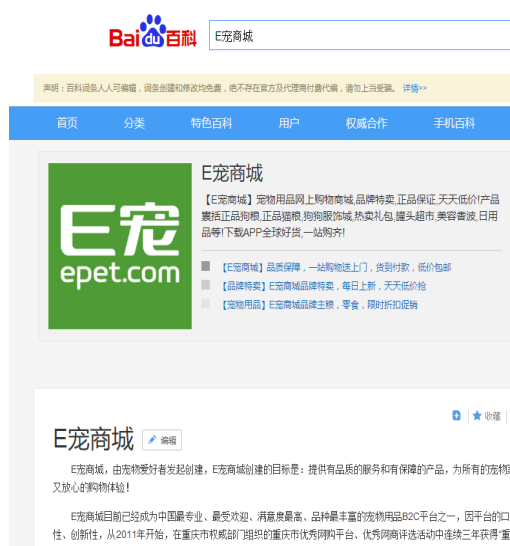 Bai du 百科
E宠商城
声明：百科词条人人可编辑，词条创建和修改均免费，绝不存在官方及代理商付费代编，请勿上当受骗。 详情>>
首页 分类 特色百科 用户 权威合作 手机百科
E宠
epet.com
E宠商城
【E宠商城】宠物用品网上购物商城,品牌特卖,正品保证,天天低价!产品
囊括正品狗粮,正品猫粮,狗狗服饰城,热卖礼包,罐头超市,美容香波,日用
品等!下载APP全球好货,一站购齐!
【E宠商城】品质保障，一站购物送上门，货到付款，低价包邮
【品牌特卖】E宠商城品牌特卖，每日上新，天天低价抢
【宠物用品】E宠商城品牌主粮，零食，限时折扣促销
收藏
E宠商城 编辑
E宠商城，由宠物爱好者发起创建，E宠商城创建的目标是：提供有品质的服务和有保障的产品，为所有的宠物
又放心的购物体验！
E宠商城目前已经成为中国最专业、最受欢迎、满意度最高、品种最丰富的宠物用品B2C平台之一，因平台的口
性、创新性，从2011年开始，在重庆市权威部门组织的重庆市优秀网购平台、优秀网商评选活动中连续三年获得“重